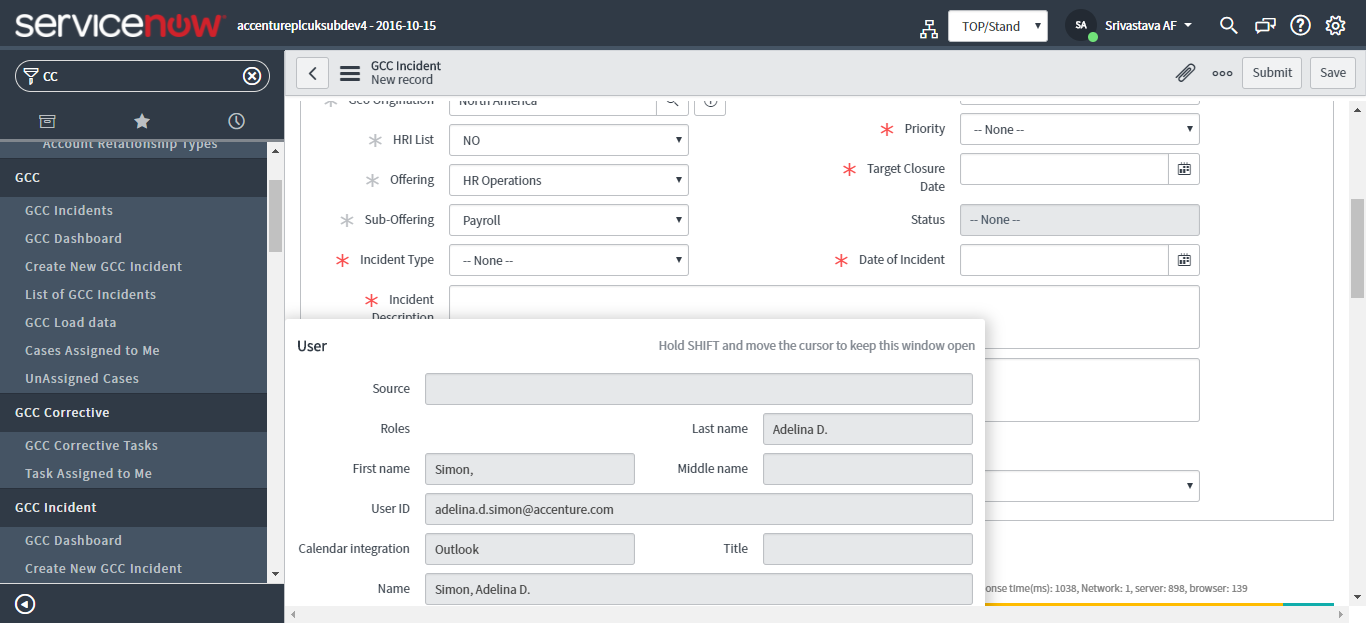 servicenow accentureplcuksubdev4 - 2016-10-15 TOP/Stand SA Srivastava AF
CC
Account Relationship Types
GCC
GCC Incidents
GCC Dashboard
Create New GCC Incident
List of GCC Incidents
GCC Load data
Cases Assigned to Me
UnAssigned Cases
GCC Corrective
GCC Corrective Tasks
Task Assigned to Me
GCC Incident
GCC Dashboard
Create New GCC Incident
GCC Incident
New record
Submit Save
Geo Origination North America
HRI List NO
Offering HR Operations
Sub-Offering Payroll
Incident Type -- None --
Incident
Description
Priority -- None --
Target Closure
Date
Status -- None --
Date of Incident
User Hold SHIFT and move the cursor to keep this window open
Source
Roles Last name Adelina D.
First name Simon, Middle name
User ID adelina.d.simon@accenture.com
Calendar integration Outlook Title
Name Simon, Adelina D.
onse time(ms): 1038, Network: 1, server: 898, browser: 139